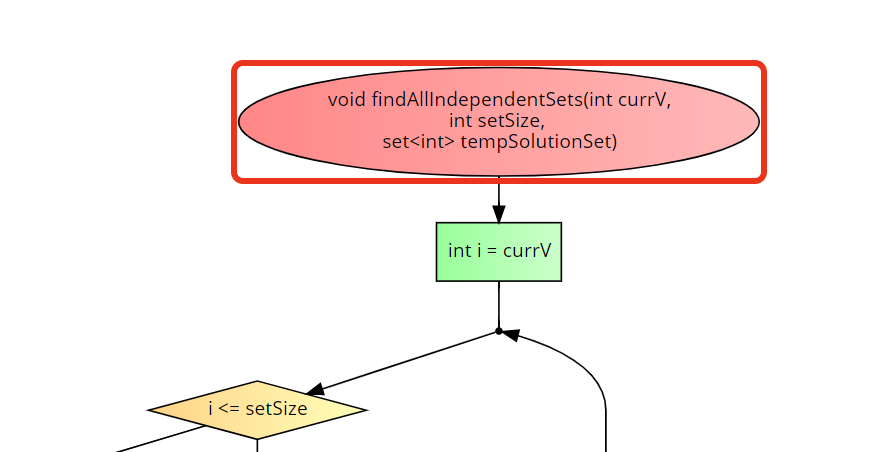 void findAllIndependentSets(int currV,
int setSize,
set<int> tempSolutionSet)
int i = currV
i <= setSize